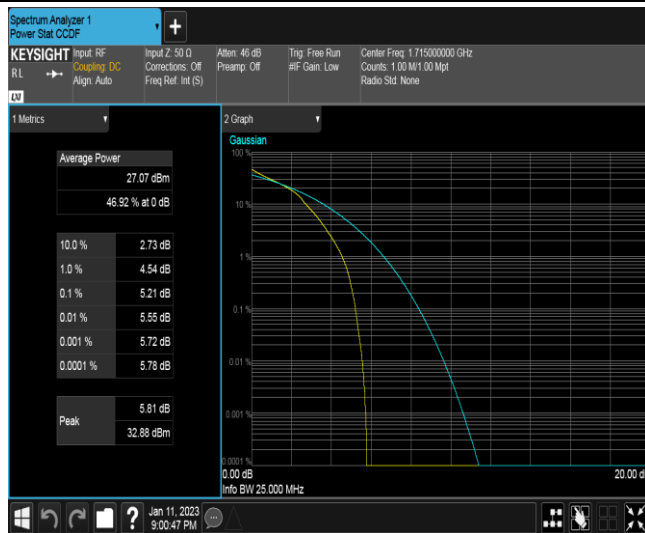 Spectrum Analyzer 1
Power Stat CCDF
+
KEYSIGHT
RL
Input: RF
Coupling: DC
Align: Auto
Input Z: 50 Ω
Corrections: Off
Freq Ref: Int (S)
Atten: 46 dB
Preamp: Off
Trig: Free Run
#IF Gain: Low
Center Freq: 1.715000000 GHz
Counts: 1.00 M/1.00 Mpt
Radio Std: None
1 Metrics
Average Power
27.07 dBm
46.92 % at 0 dB
10.0 % 2.73 dB
1.0 % 4.54 dB
0.1 % 5.21 dB
0.01 % 5.55 dB
0.001 % 5.72 dB
0.0001 % 5.78 dB
Peak
5.81 dB
32.88 dBm
2 Graph
Gaussian
100 %
10 %
1 %
0.1 %
0.01 %
0.001 %
0.0001 %
0.00 dB
20.00 d
Info BW 25.000 MHz
?
Jan 11, 2023
9:00:47 PM